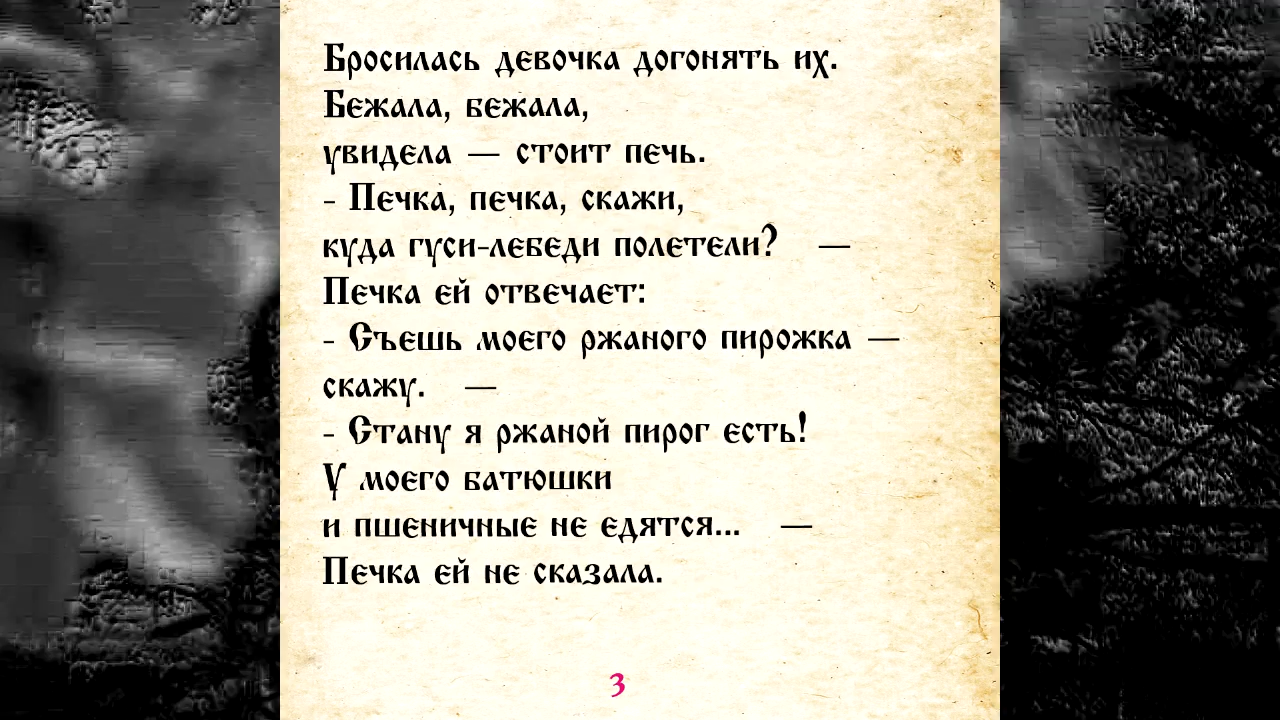 Бросилась девочка догонять их.
Бежала, бежала,
увидела — стоит печь.
- Печка, печка, скажи,
куда гуси-лебеди полетели? —
Печка ей отвечает:
- Съешь моего ржаного пирожка —
скажу. —
- Стану я ржаной пирог есть!
У моего батюшки
и пшеничные не едятся... —
Печка ей не сказала.
3